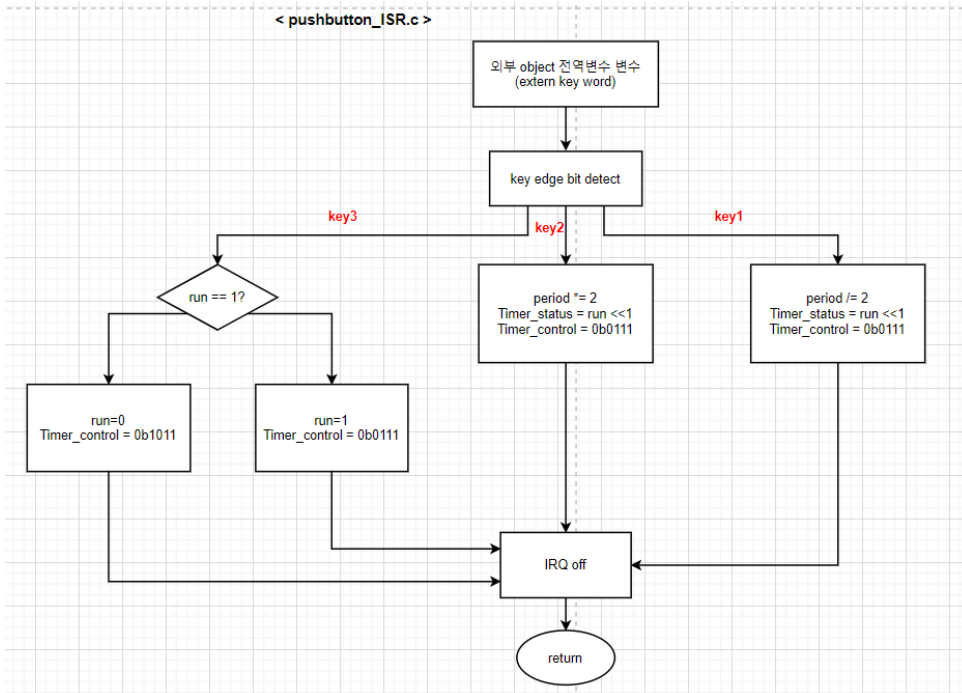 < pushbutton_ISR.c >
외부 object 전역변수 변수
(extern key word)
key edge bit detect
key3
key2
key1
run == 1?
period *= 2
Timer_status = run <<1
Timer_control = 0b0111
period /= 2
Timer_status = run <<1
Timer_control = 0b0111
run=0
Timer_control = 0b1011
run=1
Timer_control = 0b0111
IRQ off
return